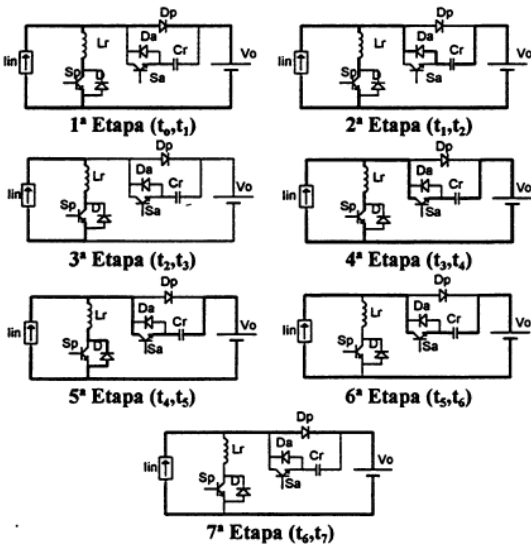 Dp
Lr
Da
Cr
Iin
Sp
D
Sa
Vo
1ª Etapa (t₀,t₁)
Dp
Lr
Da
Cr
Iin
Sp
D
Sa
Vo
2ª Etapa (t₁,t₂)
Dp
Lr
Da
Cr
Iin
Sp
D
Sa
Vo
3ª Etapa (t₂,t₃)
Dp
Lr
Da
Cr
Iin
Sp
D
Sa
Vo
4ª Etapa (t₃,t₄)
Dp
Lr
Da
Cr
Iin
Sp
D
Sa
Vo
5ª Etapa (t₄,t₅)
Dp
Lr
Da
Cr
Iin
Sp
D
Sa
Vo
6ª Etapa (t₅,t₆)
Dp
Lr
Da
Cr
Iin
Sp
D
Sa
Vo
7ª Etapa (t₆,t₇)